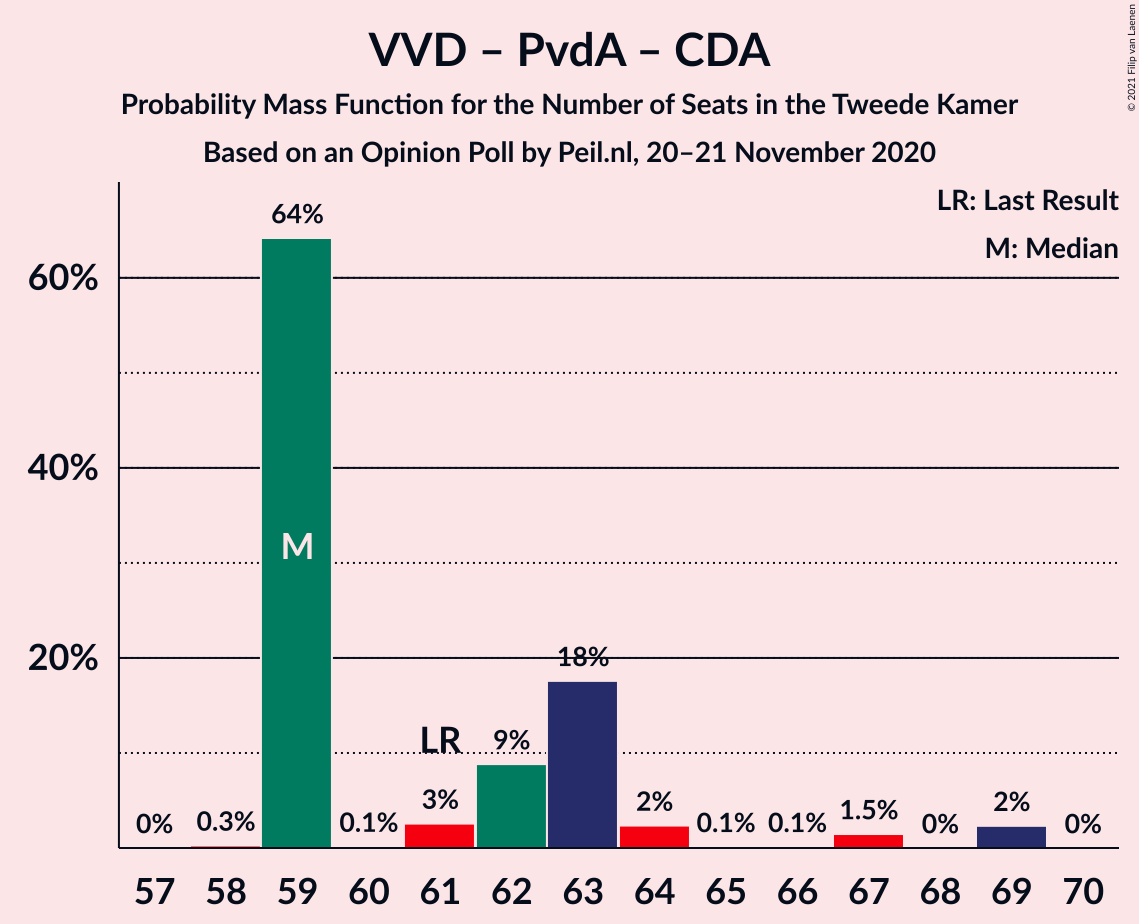 VVD – PvdA – CDA
Probability Mass Function for the Number of Seats in the Tweede Kamer
Based on an Opinion Poll by Peil.nl, 20–21 November 2020
© 2021 Filip van Laenen
LR: Last Result
M: Median
60%
40%
20%
0%
0.3%
64%
M
0.1%
3%
LR
9%
18%
2%
0.1%
0.1%
1.5%
0%
2%
0%
57 58 59 60 61 62 63 64 65 66 67 68 69 70